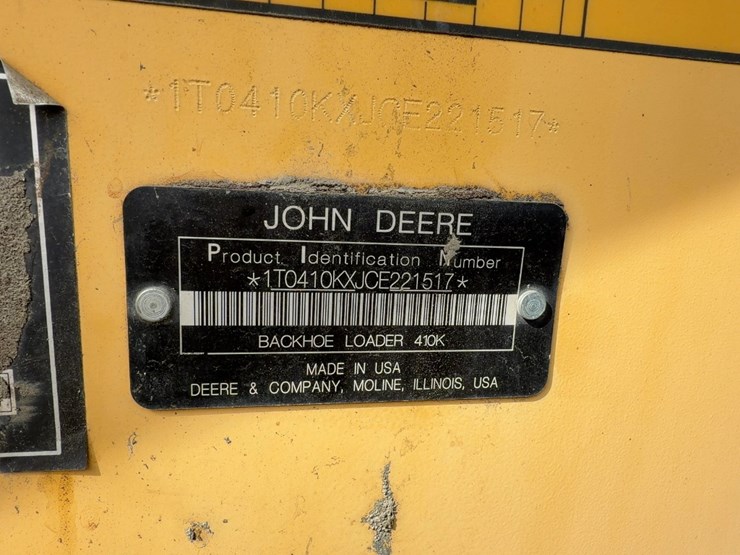 *1T0410KXJCE221517*
JOHN DEERE
Product Identification Number
*1T0410KXJCE221517*
BACKHOE LOADER 410K
MADE IN USA
DEERE & COMPANY, MOLINE, ILLINOIS, USA